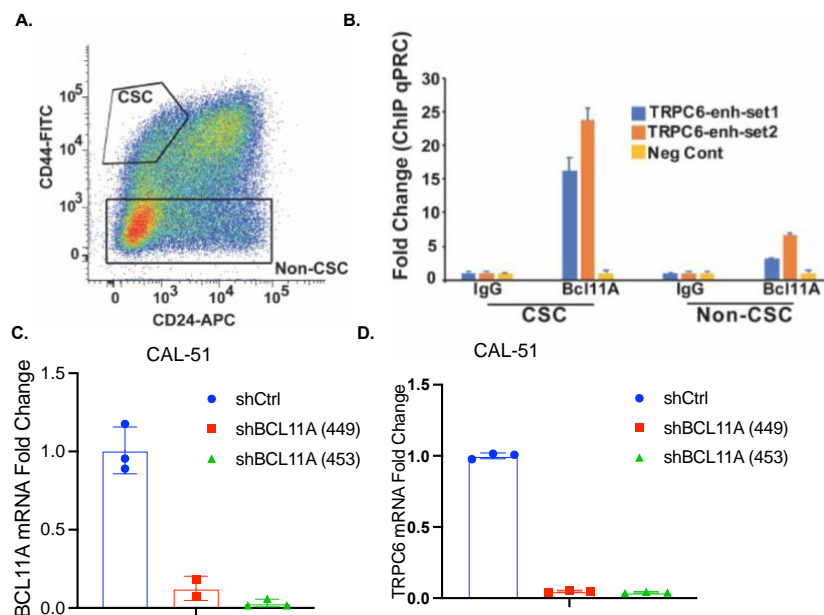 A.
CSC
Non-CSC
CD44-FITC
10^5
10^4
10^3
0
0
10^3
10^4
10^5
CD24-APC
B.
Fold Change (ChIP qPRC)
30
25
20
15
10
5
0
TRPC6-enh-set1
TRPC6-enh-set2
Neg Cont
IgG
Bcl11A
IgG
Bcl11A
CSC
Non-CSC
C.
CAL-51
BCL11A mRNA Fold Change
1.5
1.0
0.5
0.0
shCtrl
shBCL11A (449)
shBCL11A (453)
D.
CAL-51
TRPC6 mRNA Fold Change
1.5
1.0
0.5
0.0
shCtrl
shBCL11A (449)
shBCL11A (453)